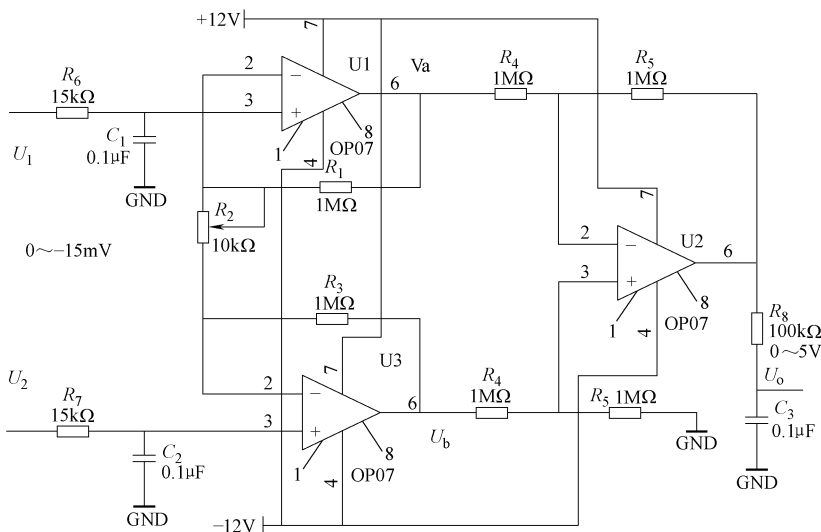 +12V
7
U1
Va
R4
1MΩ
R5
1MΩ
R6
15kΩ
2
3
−
+
6
8
OP07
1
4
C1
0.1μF
U1
GND
R1
1MΩ
R2
10kΩ
0～−15mV
7
U2
2
3
−
+
6
8
OP07
1
4
R8
100kΩ
0～5V
Uo
C3
0.1μF
GND
R3
1MΩ
7
U3
U2
R7
15kΩ
2
3
−
+
6
8
OP07
1
4
Ub
R4
1MΩ
R5 1MΩ
GND
C2
0.1μF
GND
−12V